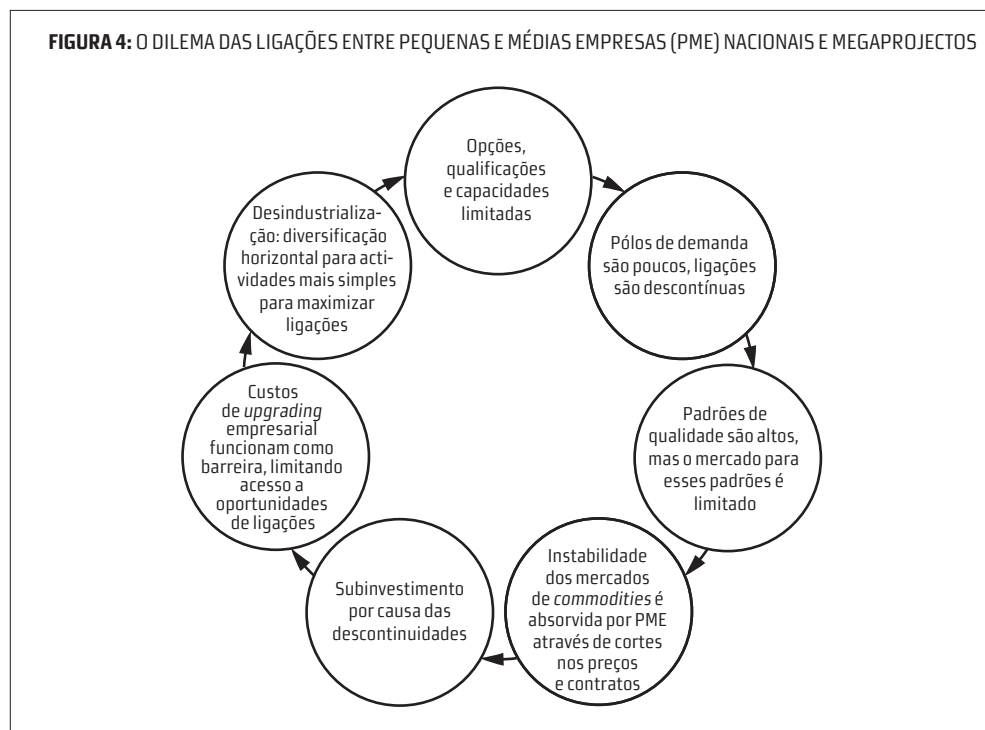 FIGURA 4: O DILEMA DAS LIGAÇÕES ENTRE PEQUENAS E MÉDIAS EMPRESAS (PME) NACIONAIS E MEGAPROJECTOS
Opções,
qualificações
e capacidades
limitadas
Pólos de demanda
são poucos, ligações
são descontínuas
Padrões de
qualidade são altos,
mas o mercado para
esses padrões é
limitado
Instabilidade
dos mercados
de commodities é
absorvida por PME
através de cortes
nos preços
e contratos
Subinvestimento
por causa das
descontinuidades
Custos
de upgrading
empresarial
funcionam como
barreira, limitando
acesso a
oportunidades
de ligações
Desindustrializa-
ção: diversificação
horizontal para acti-
vidades mais simples
para maximizar
ligações